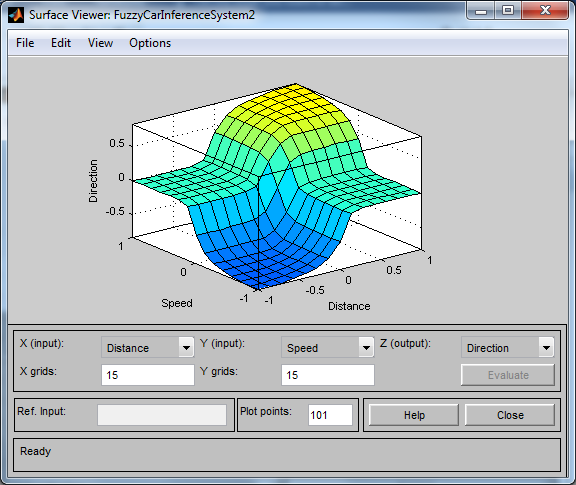 Surface Viewer: FuzzyCarInferenceSystem2
File Edit View Options
0.5
0
-0.5
Direction
1
0
-1
Speed
-1
-0.5
0
0.5
1
Distance
X (input): Distance Y (input): Speed Z (output): Direction
X grids: 15 Y grids: 15 Evaluate
Ref. Input: Plot points: 101 Help Close
Ready